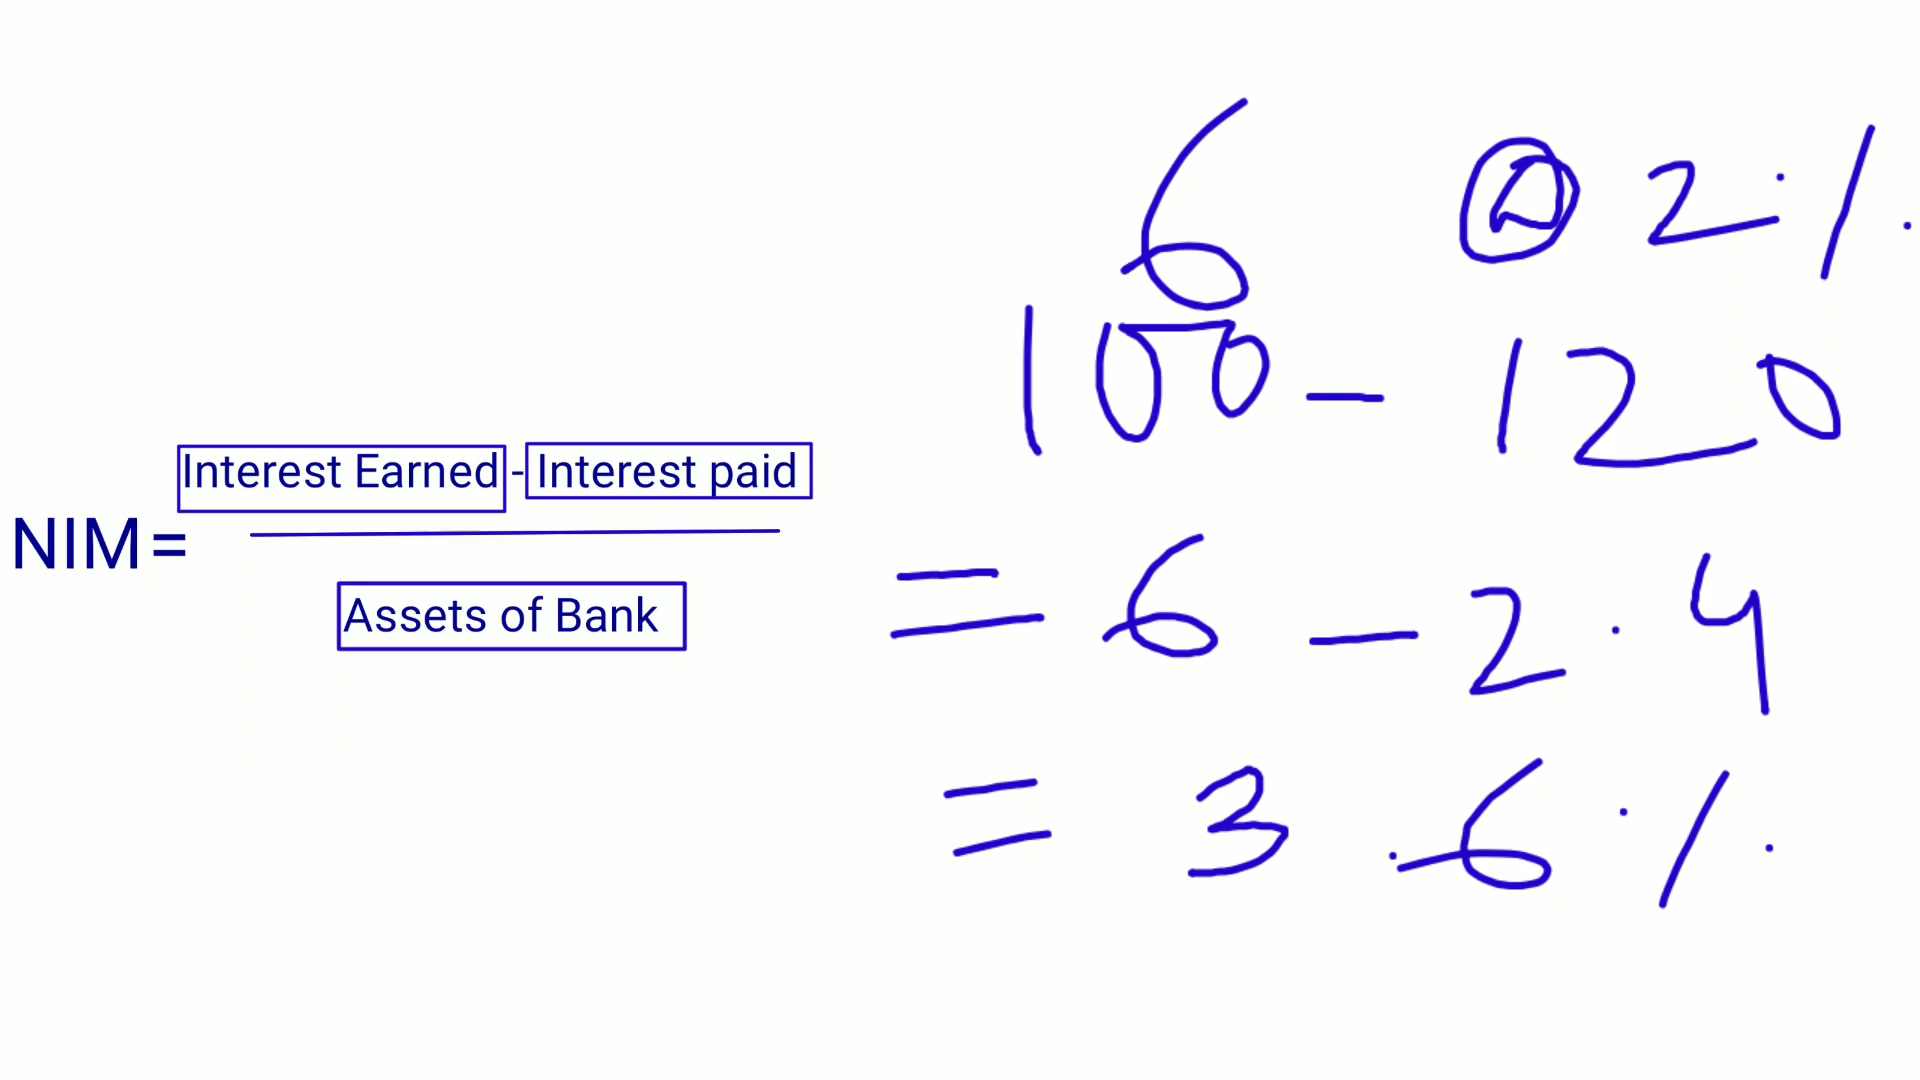 NIM= Interest Earned - Interest paid
Assets of Bank
6 @ 2%
100 - 120
= 6 - 2.4
= 3.6%